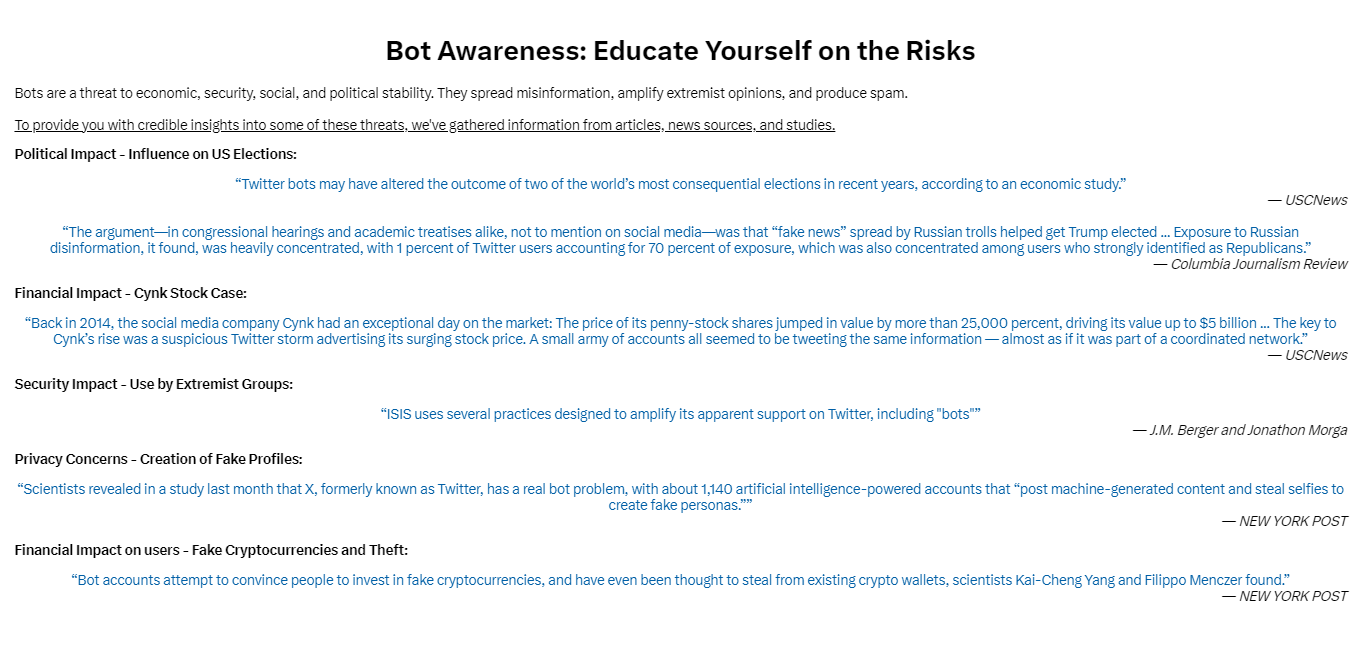 Bot Awareness: Educate Yourself on the Risks
Bots are a threat to economic, security, social, and political stability. They spread misinformation, amplify extremist opinions, and produce spam.
To provide you with credible insights into some of these threats, we've gathered information from articles, news sources, and studies.
Political Impact - Influence on US Elections:
“Twitter bots may have altered the outcome of two of the world’s most consequential elections in recent years, according to an economic study.”
— USCNews
“The argument—in congressional hearings and academic treatises alike, not to mention on social media—was that “fake news” spread by Russian trolls helped get Trump elected ... Exposure to Russian
disinformation, it found, was heavily concentrated, with 1 percent of Twitter users accounting for 70 percent of exposure, which was also concentrated among users who strongly identified as Republicans.”
— Columbia Journalism Review
Financial Impact - Cynk Stock Case:
“Back in 2014, the social media company Cynk had an exceptional day on the market: The price of its penny-stock shares jumped in value by more than 25,000 percent, driving its value up to $5 billion ... The key to
Cynk’s rise was a suspicious Twitter storm advertising its surging stock price. A small army of accounts all seemed to be tweeting the same information — almost as if it was part of a coordinated network.”
— USCNews
Security Impact - Use by Extremist Groups:
“ISIS uses several practices designed to amplify its apparent support on Twitter, including "bots"”
— J.M. Berger and Jonathon Morga
Privacy Concerns - Creation of Fake Profiles:
“Scientists revealed in a study last month that X, formerly known as Twitter, has a real bot problem, with about 1,140 artificial intelligence-powered accounts that “post machine-generated content and steal selfies to
create fake personas.””
— NEW YORK POST
Financial Impact on users - Fake Cryptocurrencies and Theft:
“Bot accounts attempt to convince people to invest in fake cryptocurrencies, and have even been thought to steal from existing crypto wallets, scientists Kai-Cheng Yang and Filippo Menczer found.”
— NEW YORK POST